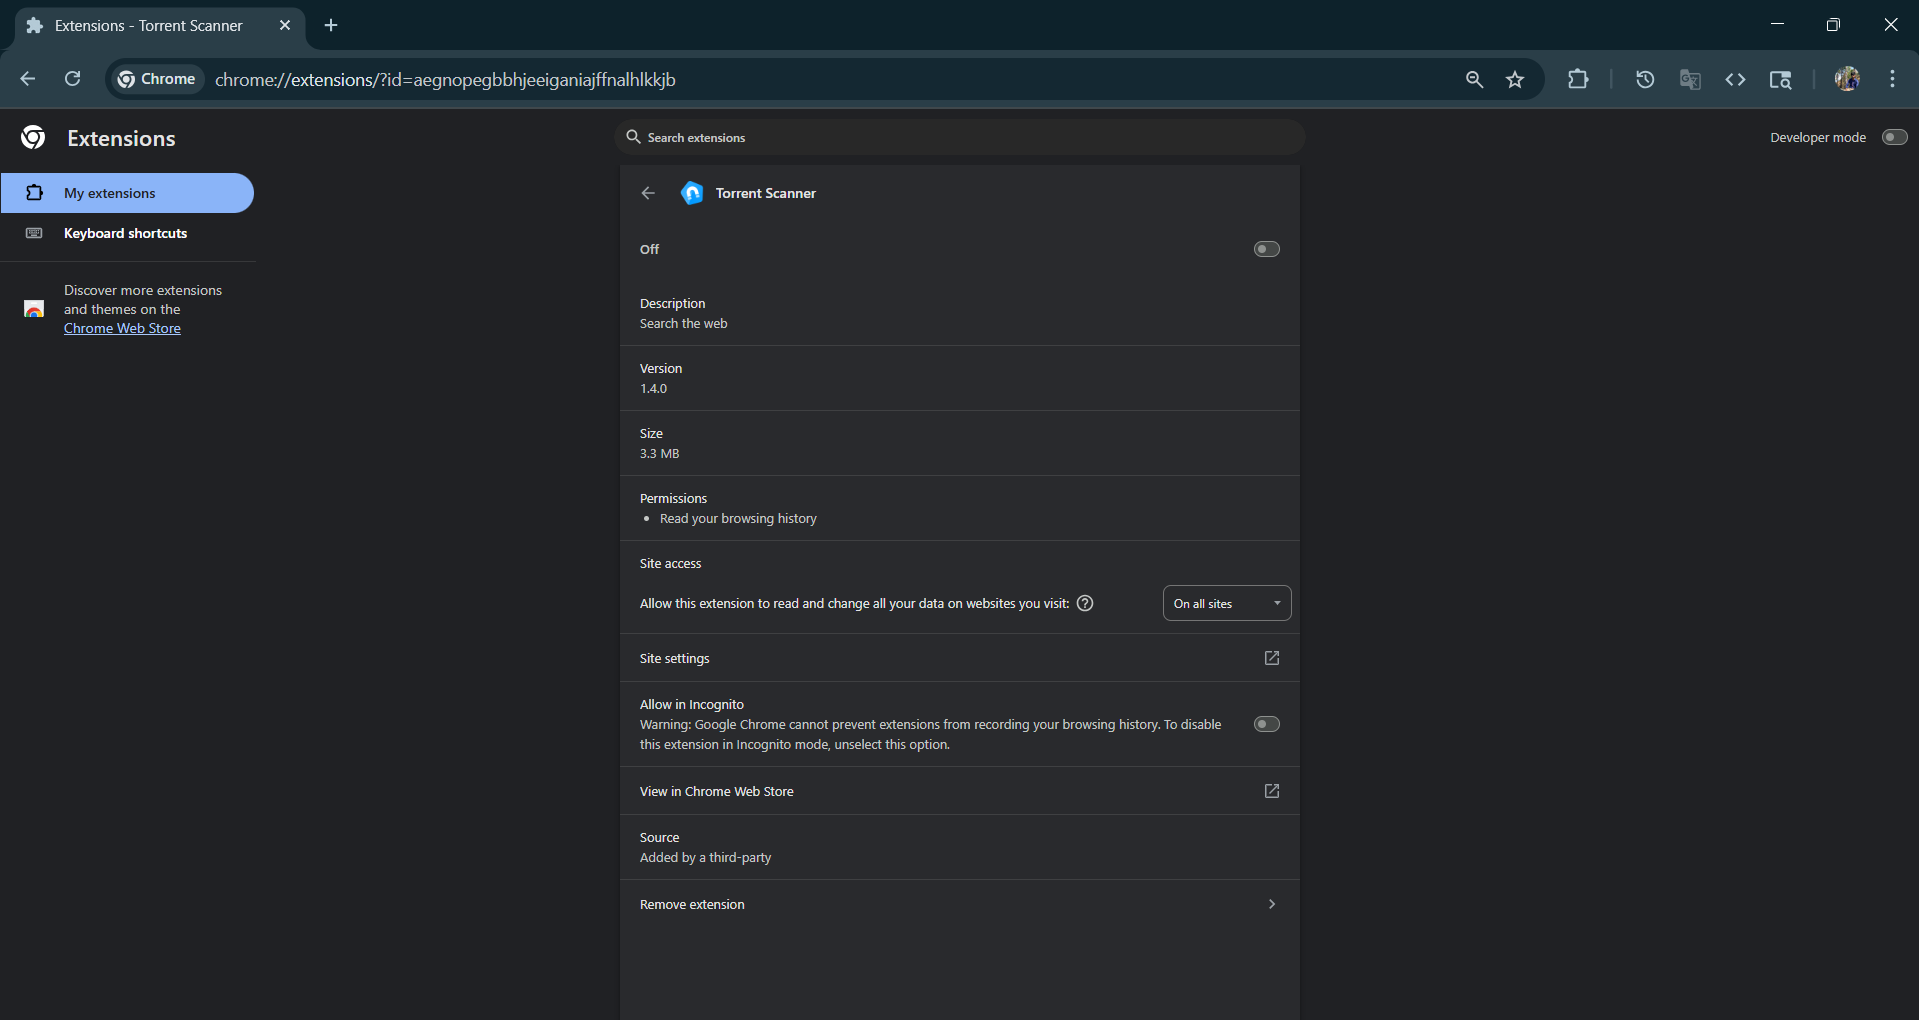 Extensions - Torrent Scanner
Chrome
chrome://extensions/?id=aegnopegbbhjeeiganiajffnalhlkkjb
Extensions
Search extensions
Developer mode
My extensions
Keyboard shortcuts
Discover more extensions
and themes on the
Chrome Web Store
Torrent Scanner
Off
Description
Search the web
Version
1.4.0
Size
3.3 MB
Permissions
• Read your browsing history
Site access
Allow this extension to read and change all your data on websites you visit:
On all sites
Site settings
Allow in Incognito
Warning: Google Chrome cannot prevent extensions from recording your browsing history. To disable
this extension in Incognito mode, unselect this option.
View in Chrome Web Store
Source
Added by a third-party
Remove extension